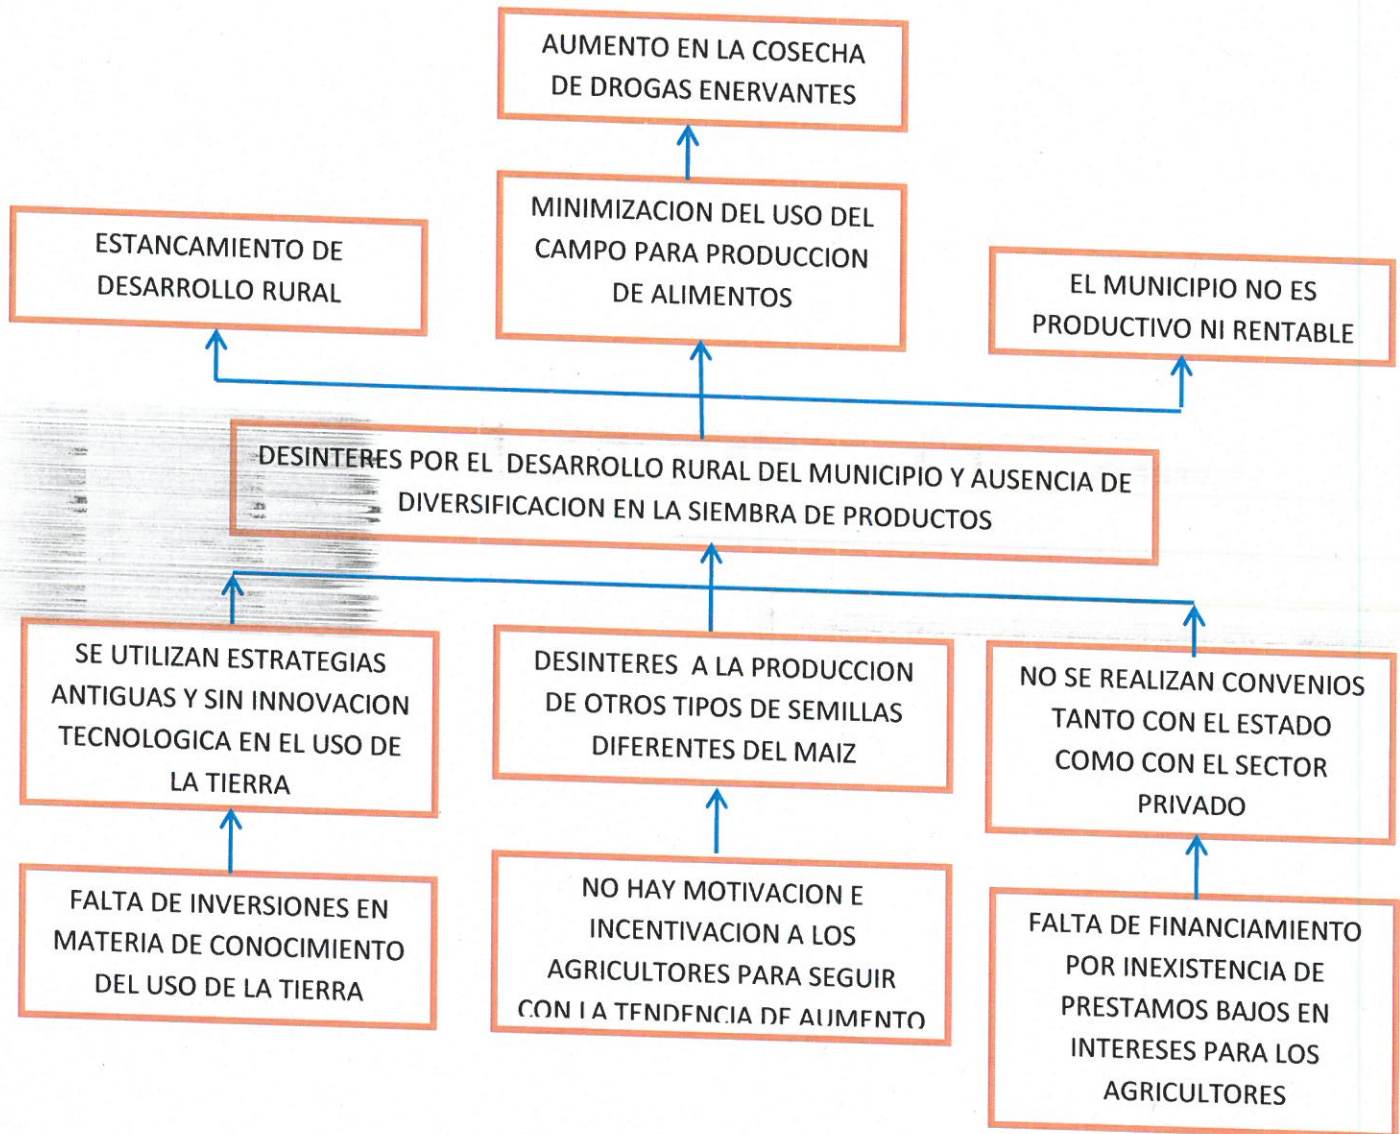 AUMENTO EN LA COSECHA
DE DROGAS ENERVANTES
MINIMIZACION DEL USO DEL
CAMPO PARA PRODUCCION
DE ALIMENTOS
ESTANCAMIENTO DE
DESARROLLO RURAL
EL MUNICIPIO NO ES
PRODUCTIVO NI RENTABLE
DESINTERES POR EL DESARROLLO RURAL DEL MUNICIPIO Y AUSENCIA DE
DIVERSIFICACION EN LA SIEMBRA DE PRODUCTOS
SE UTILIZAN ESTRATEGIAS
ANTIGUAS Y SIN INNOVACION
TECNOLOGICA EN EL USO DE
LA TIERRA
DESINTERES A LA PRODUCCION
DE OTROS TIPOS DE SEMILLAS
DIFERENTES DEL MAIZ
NO SE REALIZAN CONVENIOS
TANTO CON EL ESTADO
COMO CON EL SECTOR
PRIVADO
FALTA DE INVERSIONES EN
MATERIA DE CONOCIMIENTO
DEL USO DE LA TIERRA
NO HAY MOTIVACION E
INCENTIVACION A LOS
AGRICULTORES PARA SEGUIR
CON LA TENDENCIA DE AUMENTO
FALTA DE FINANCIAMIENTO
POR INEXISTENCIA DE
PRESTAMOS BAJOS EN
INTERESES PARA LOS
AGRICULTORES